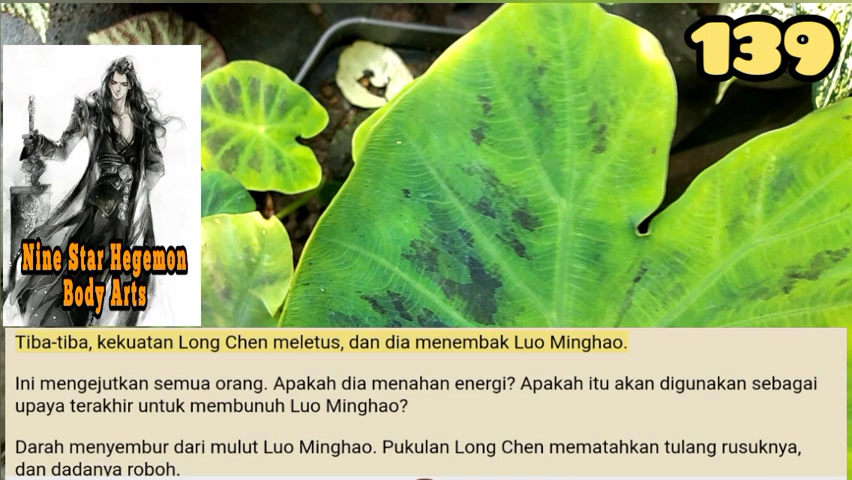 139
Nine Star Hegemon
Body Arts
Tiba-tiba, kekuatan Long Chen meletus, dan dia menembak Luo Minghao.
Ini mengejutkan semua orang. Apakah dia menahan energi? Apakah itu akan digunakan sebagai
upaya terakhir untuk membunuh Luo Minghao?
Darah menyembur dari mulut Luo Minghao. Pukulan Long Chen mematahkan tulang rusuknya,
dan dadanya roboh.